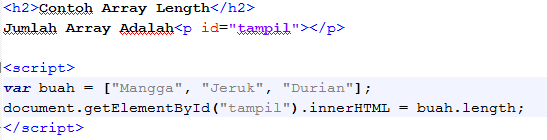 <h2>Contoh Array Length</h2>
Jumlah Array Adalah<p id="tampil"></p>
<script>
var buah = ["Mangga", "Jeruk", "Durian"];
document.getElementById("tampil").innerHTML = buah.length;
</script>